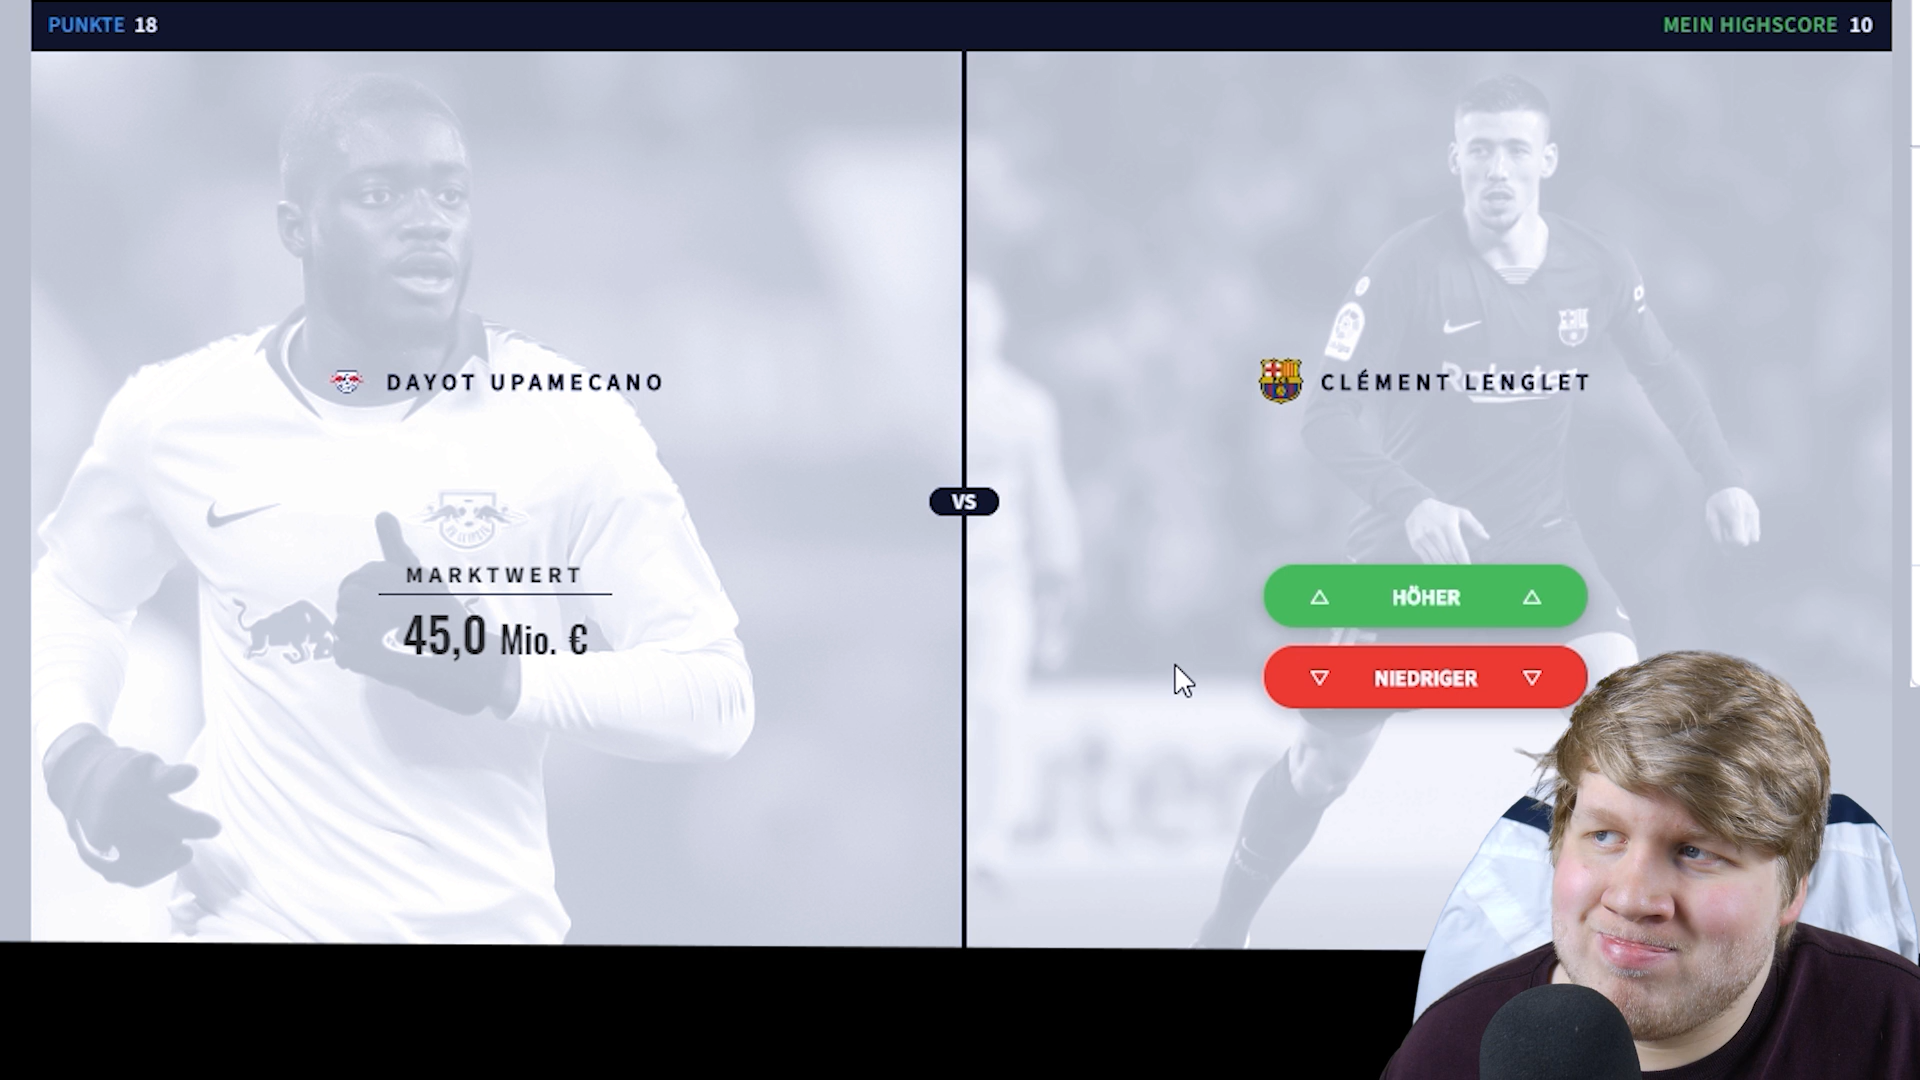 PUNKTE 18
MEIN HIGHSCORE 10
DAYOT UPAMECANO
CLÉMENT LENGLET
VS
MARKTWERT
45,0 Mio. €
△ HÖHER △
▽ NIEDRIGER ▽